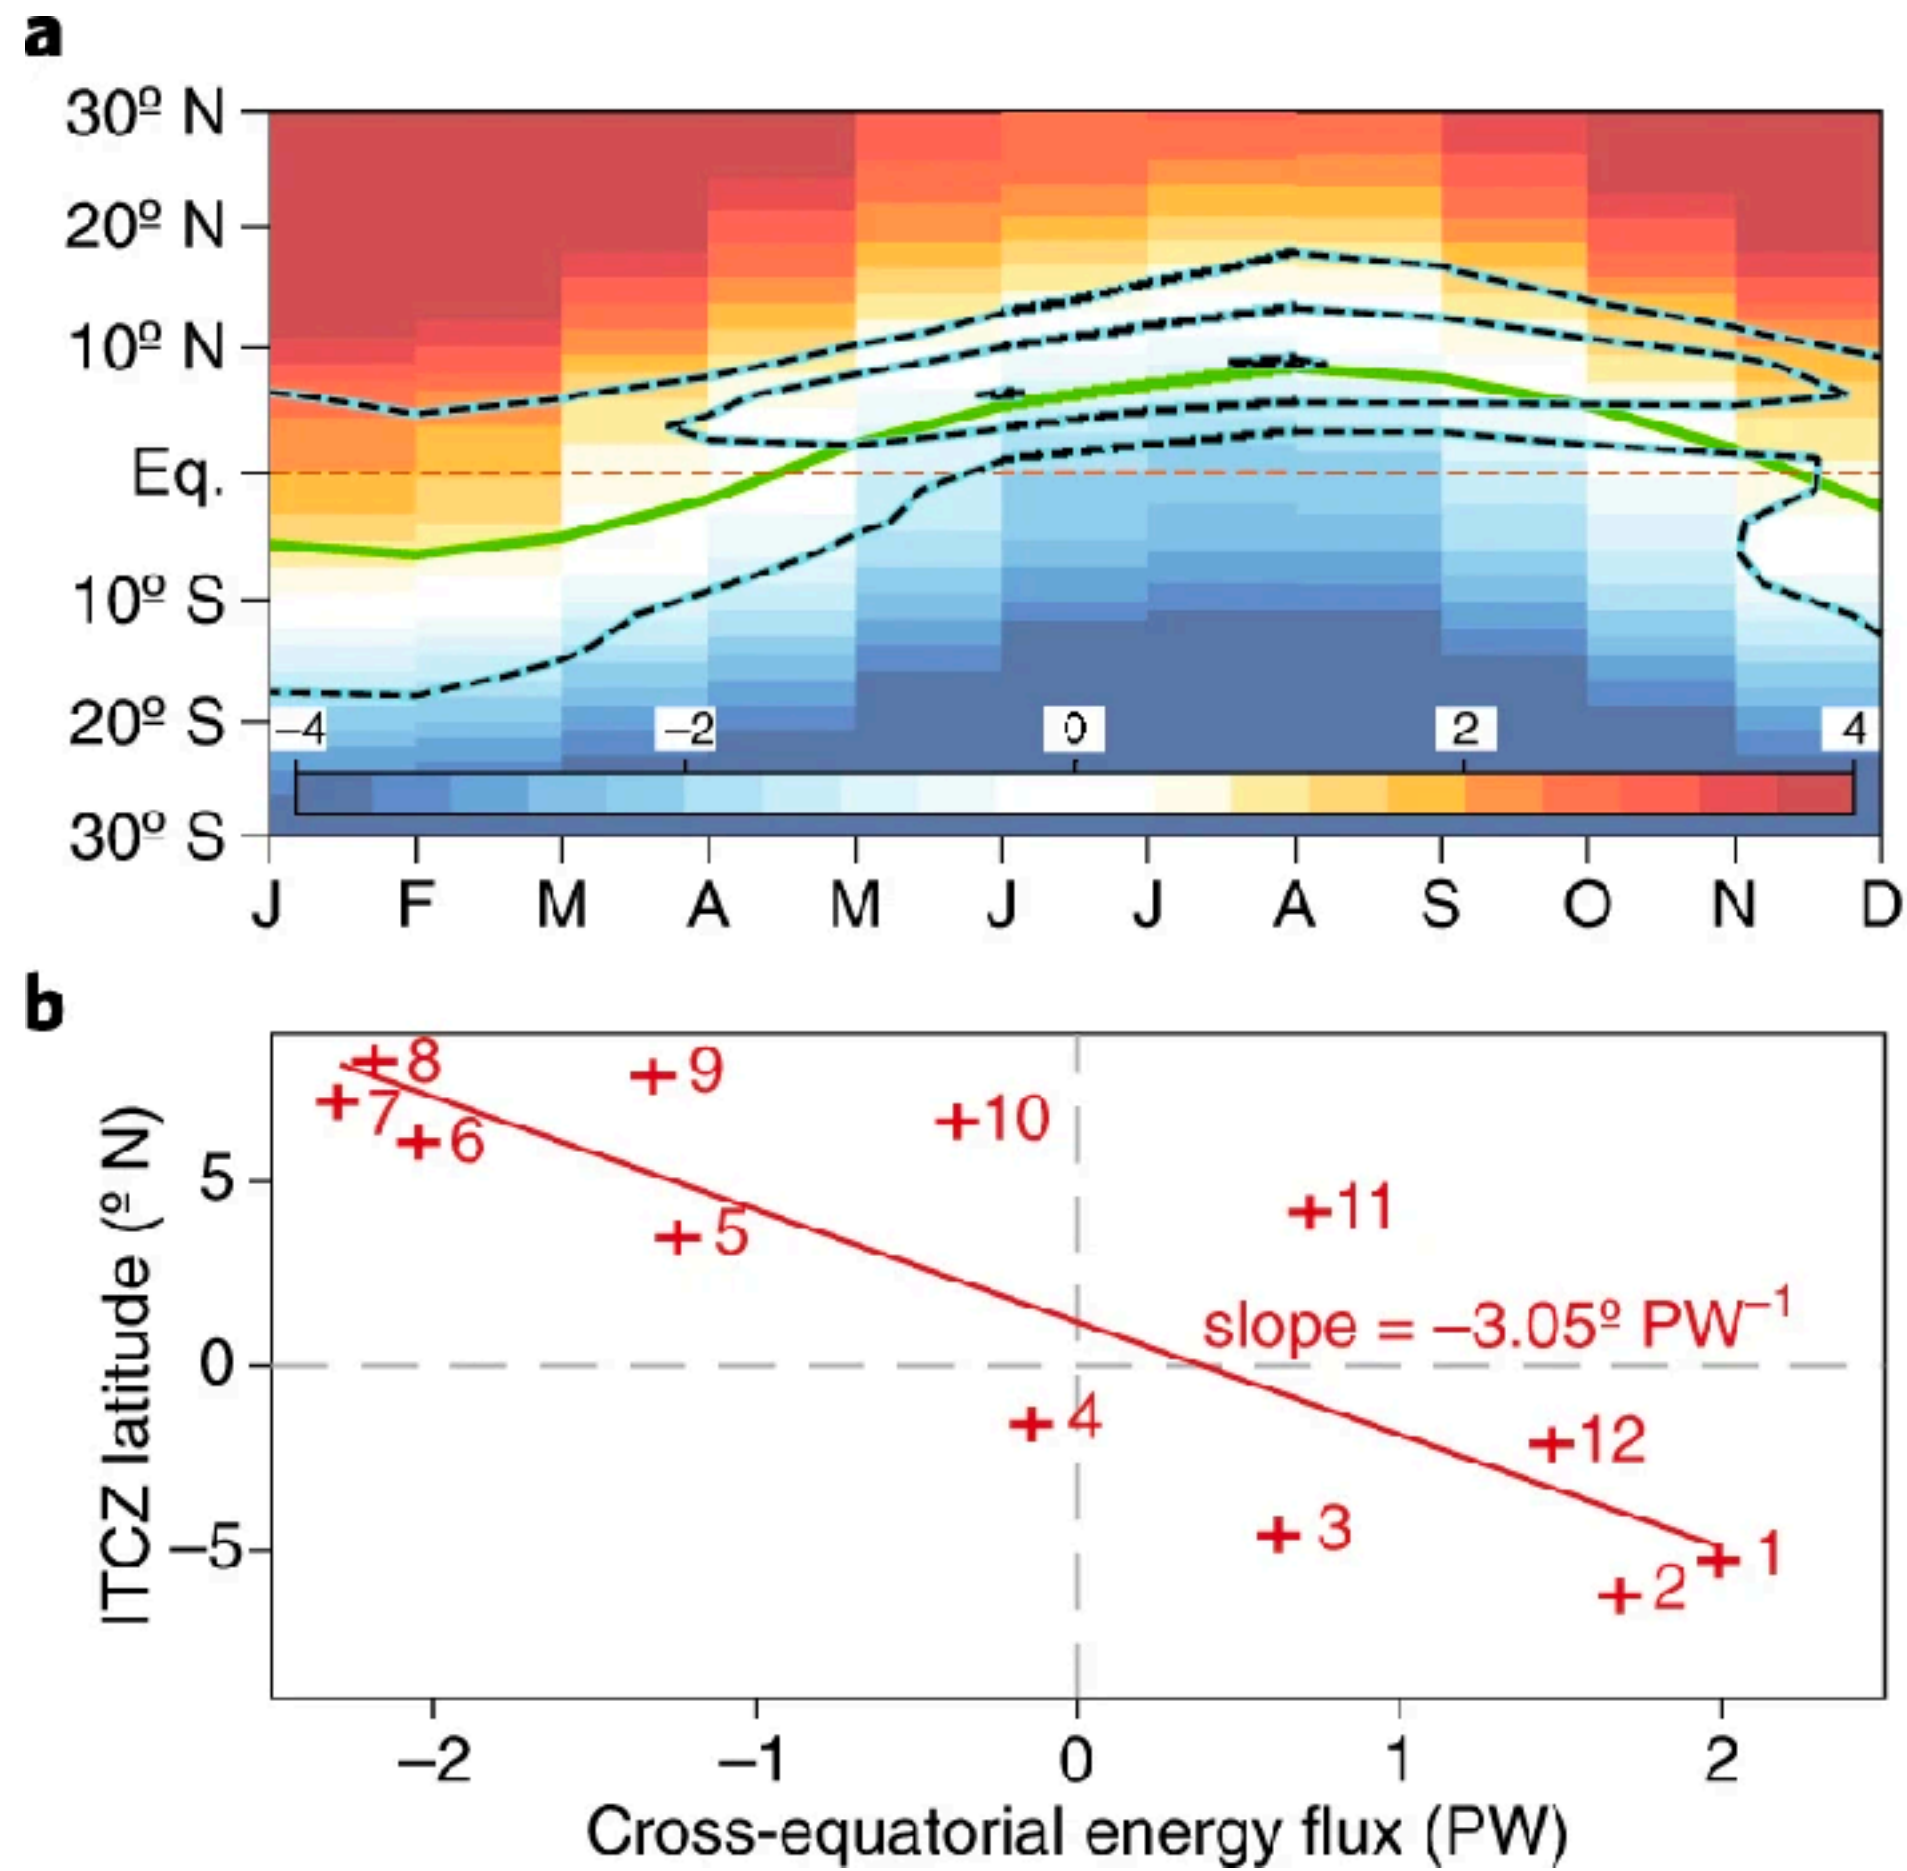 a
30º N
20º N
10º N
Eq.
10º S
20º S
30º S
−4 −2 0 2 4
J F M A M J J A S O N D
b
ITCZ latitude (º N)
5
0
−5
8
9
7
10
6
11
5
slope = −3.05º PW−1
4
12
3
1
2
−2 −1 0 1 2
Cross-equatorial energy flux (PW)